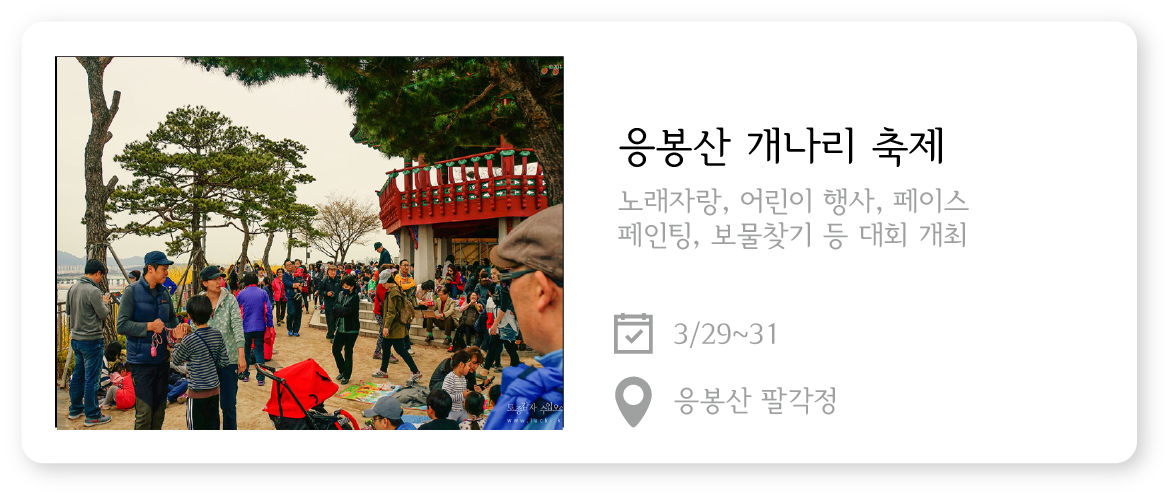 응봉산 개나리 축제
노래자랑, 어린이 행사, 페이스
페인팅, 보물찾기 등 대회 개최
3/29~31
응봉산 팔각정